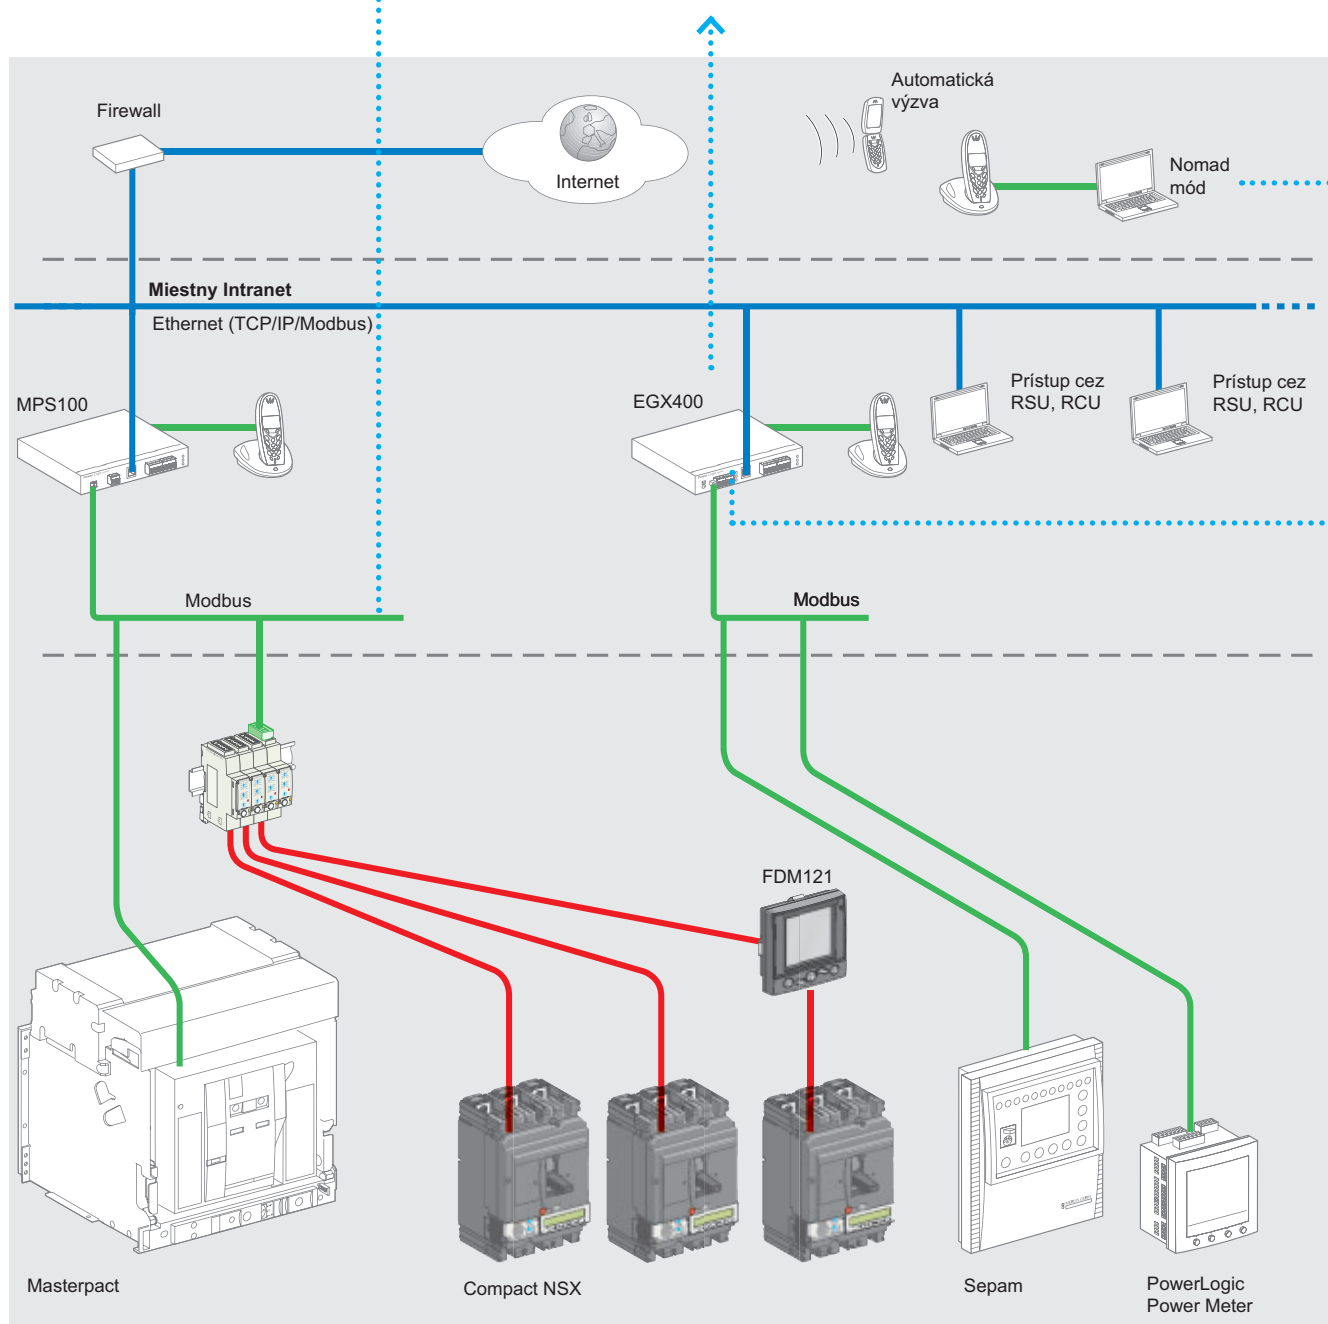 Automatická
výzva
Firewall
Internet
Nomad
mód
Miestny Intranet
Ethernet (TCP/IP/Modbus)
MPS100
EGX400
Prístup cez
RSU, RCU
Prístup cez
RSU, RCU
Modbus
Modbus
FDM121
Masterpact
Compact NSX
Sepam
PowerLogic
Power Meter